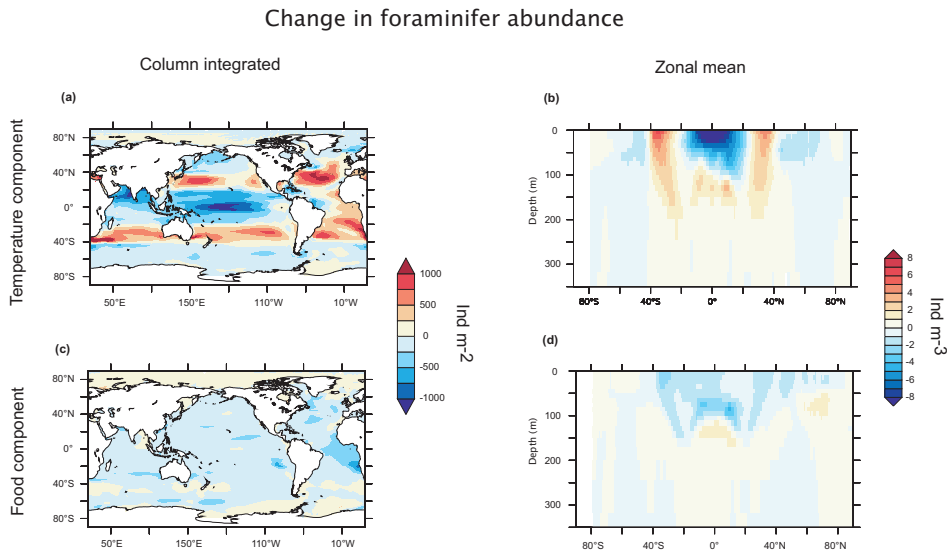 Change in foraminifer abundance
Column integrated
Zonal mean
Temperature component
(a)
80°N
40°N
0°
40°S
80°S
50°E
150°E
110°W
10°W
(b)
Depth (m)
0
100
200
300
80°S
40°S
0°
40°N
80°N
1000
500
0
-500
-1000
Ind m-2
8
6
4
2
0
-2
-4
-6
-8
Ind m-3
Food component
(c)
80°N
40°N
0°
40°S
80°S
50°E
150°E
110°W
10°W
(d)
Depth (m)
0
100
200
300
80°S
40°S
0°
40°N
80°N